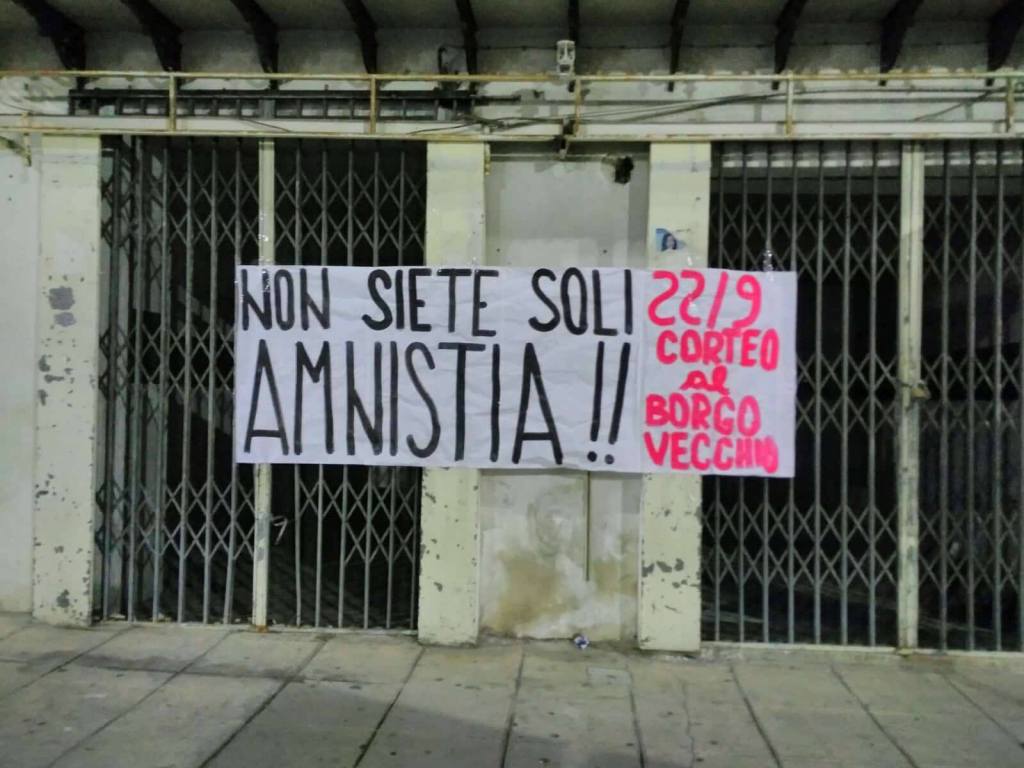 NON SIETE SOLI
AMNISTIA !!
22/9
CORTEO
al
BORGO
VECCHIO